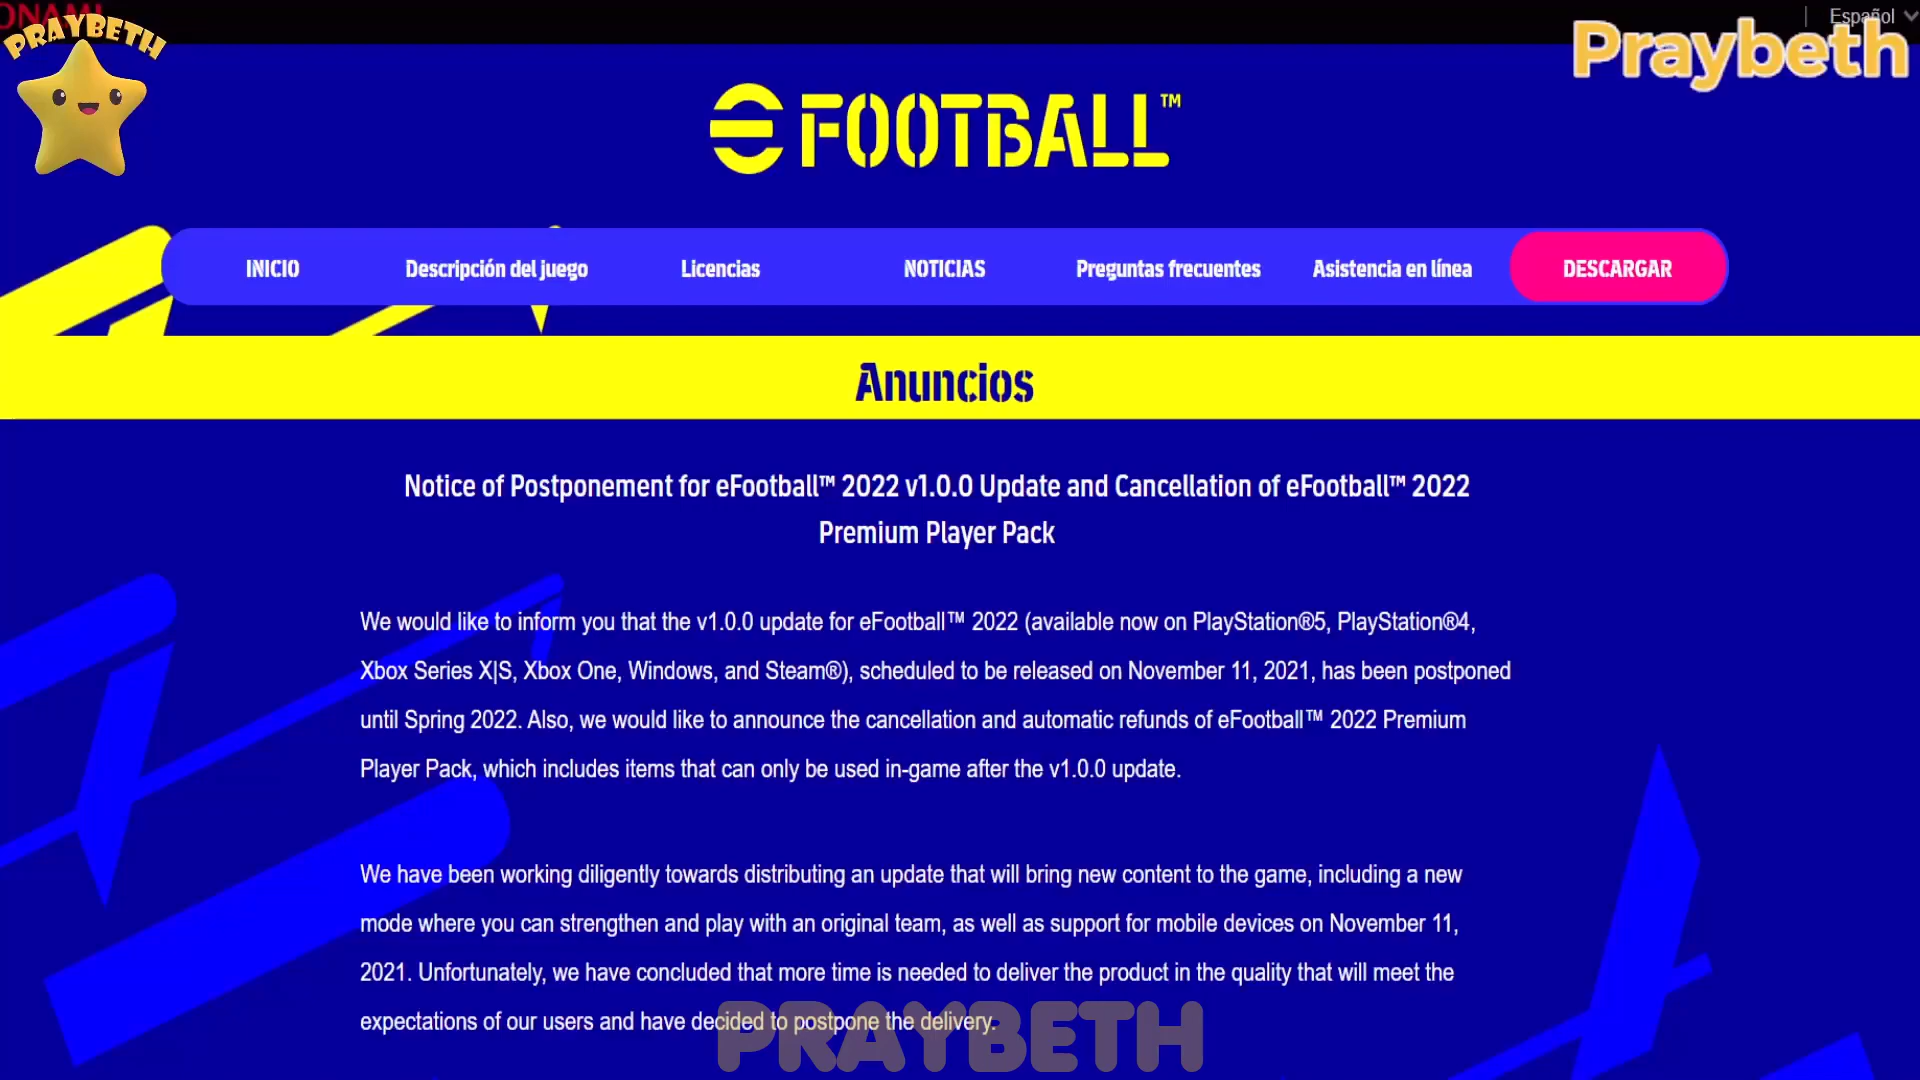 KONAMI
Español
PRAYBETH
Praybeth
FOOTBALL™
INICIO
Descripción del juego
Licencias
NOTICIAS
Preguntas frecuentes
Asistencia en línea
DESCARGAR
Anuncios
Notice of Postponement for eFootball™ 2022 v1.0.0 Update and Cancellation of eFootball™ 2022
Premium Player Pack
We would like to inform you that the v1.0.0 update for eFootball™ 2022 (available now on PlayStation®5, PlayStation®4,
Xbox Series X|S, Xbox One, Windows, and Steam®), scheduled to be released on November 11, 2021, has been postponed
until Spring 2022. Also, we would like to announce the cancellation and automatic refunds of eFootball™ 2022 Premium
Player Pack, which includes items that can only be used in-game after the v1.0.0 update.
We have been working diligently towards distributing an update that will bring new content to the game, including a new
mode where you can strengthen and play with an original team, as well as support for mobile devices on November 11,
2021. Unfortunately, we have concluded that more time is needed to deliver the product in the quality that will meet the
expectations of our users and have decided to postpone the delivery.
PRAYBETH